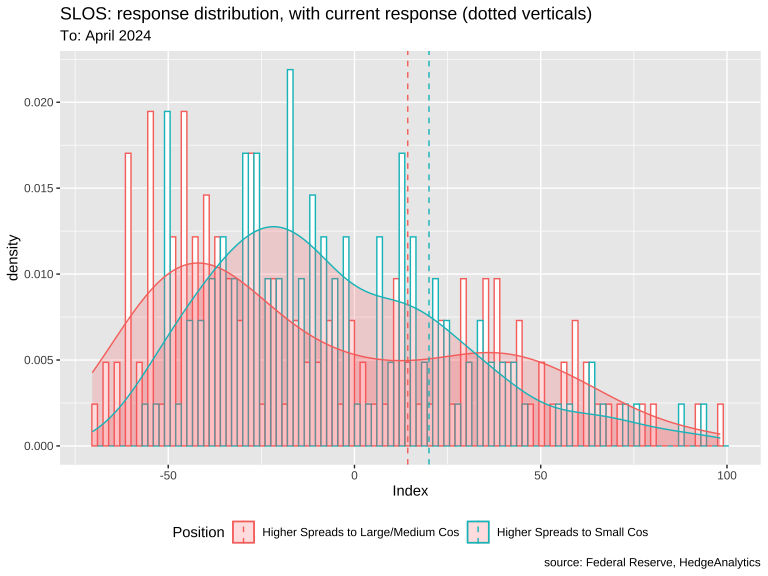 SLOS: response distribution, with current response (dotted verticals)
To: April 2024
0.020
0.015
0.010
0.005
0.000
density
-50 0 50 100
Index
Position Higher Spreads to Large/Medium Cos Higher Spreads to Small Cos
source: Federal Reserve, HedgeAnalytics